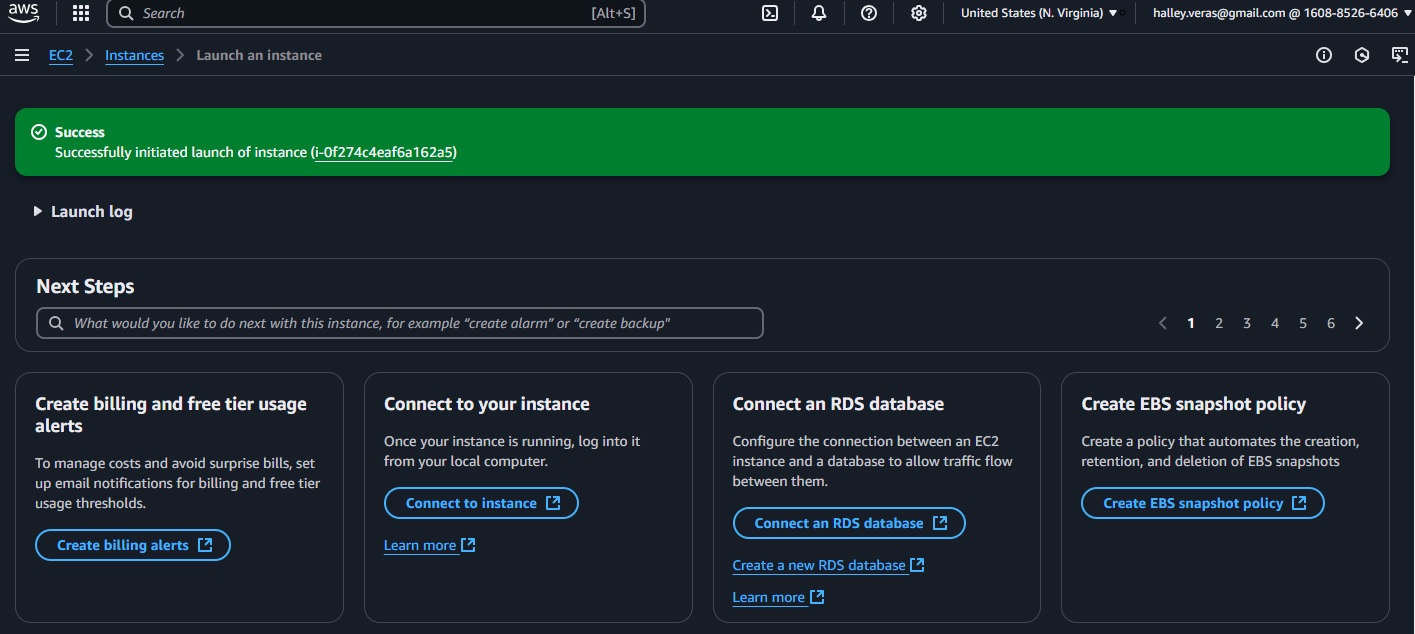 aws
Search [Alt+S]
United States (N. Virginia)
halley.veras@gmail.com @ 1608-8526-6406
EC2
Instances
Launch an instance
Success
Successfully initiated launch of instance (i-0f274c4eaf6a162a5)
Launch log
Next Steps
What would you like to do next with this instance, for example “create alarm” or “create backup"
1 2 3 4 5 6
Create billing and free tier usage
alerts
To manage costs and avoid surprise bills, set
up email notifications for billing and free tier
usage thresholds.
Create billing alerts
Connect to your instance
Once your instance is running, log into it
from your local computer.
Connect to instance
Learn more
Connect an RDS database
Configure the connection between an EC2
instance and a database to allow traffic flow
between them.
Connect an RDS database
Create a new RDS database
Learn more
Create EBS snapshot policy
Create a policy that automates the creation,
retention, and deletion of EBS snapshots
Create EBS snapshot policy